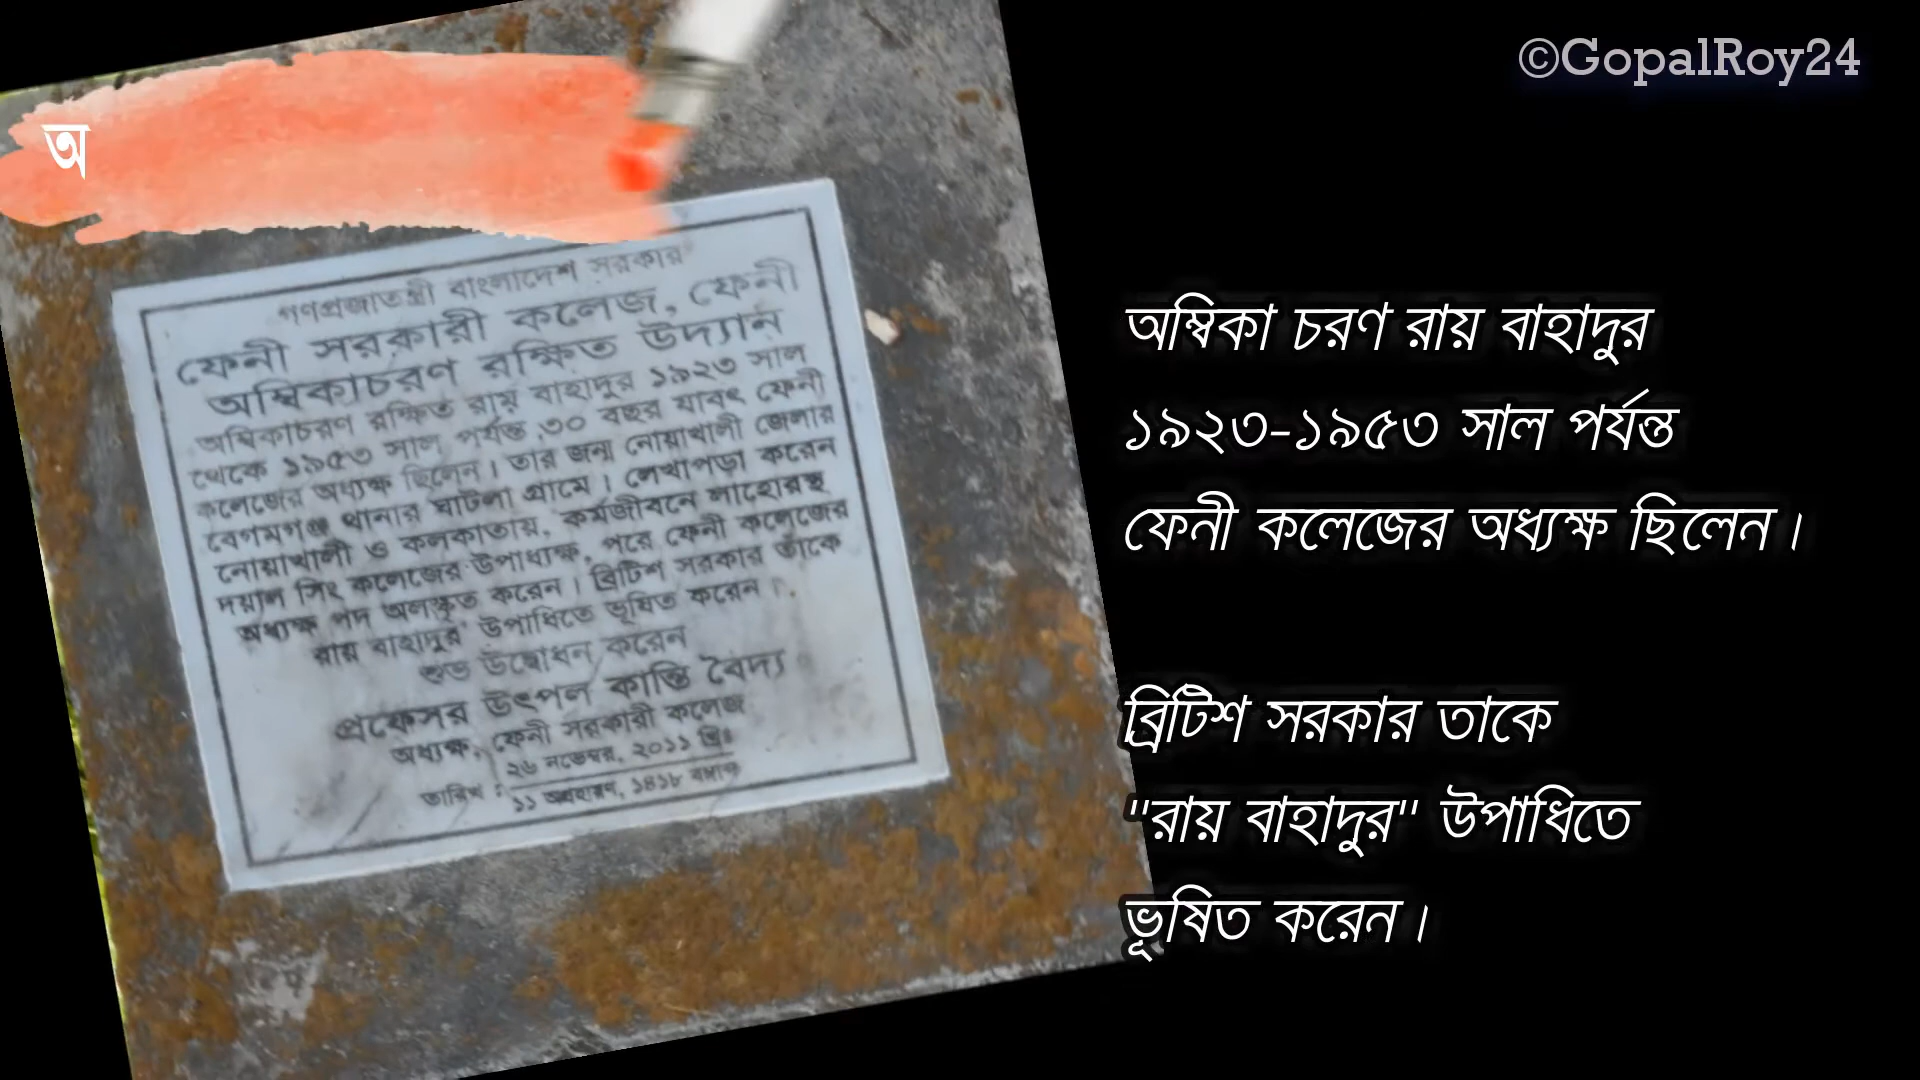 ©GopalRoy24
অ
গণপ্রজাতন্ত্রী বাংলাদেশ সরকার
ফেনী সরকারী কলেজ, ফেনী
অম্বিকাচরণ রক্ষিত উদ্যান
অম্বিকাচরণ রক্ষিত রায় বাহাদুর ১৯২৩ সাল
থেকে ১৯৫৩ সাল পর্যন্ত ৩০ বছর যাবৎ ফেনী
কলেজের অধ্যক্ষ ছিলেন। তার জন্ম নোয়াখালী জেলার
বেগমগঞ্জ থানার ঘাটলা গ্রামে। লেখাপড়া করেন
নোয়াখালী ও কলকাতায়, কর্মজীবনে লাহোরস্থ
দয়াল সিং কলেজের উপাধ্যক্ষ, পরে ফেনী কলেজের
অধ্যক্ষ পদ অলঙ্কৃত করেন। ব্রিটিশ সরকার তাঁকে
রায় বাহাদুর' উপাধিতে ভূষিত করেন।
শুভ উদ্বোধন করেন
প্রফেসর উৎপল কান্তি বৈদ্য
অধ্যক্ষ, ফেনী সরকারী কলেজ
তারিখ : ২৬ নভেম্বর, ২০১১ খ্রিঃ
১১ অগ্রহায়ণ, ১৪১৮ বঙ্গাব্দ
অম্বিকা চরণ রায় বাহাদুর
১৯২৩-১৯৫৩ সাল পর্যন্ত
ফেনী কলেজের অধ্যক্ষ ছিলেন।
ব্রিটিশ সরকার তাকে
"রায় বাহাদুর" উপাধিতে
ভূষিত করেন।